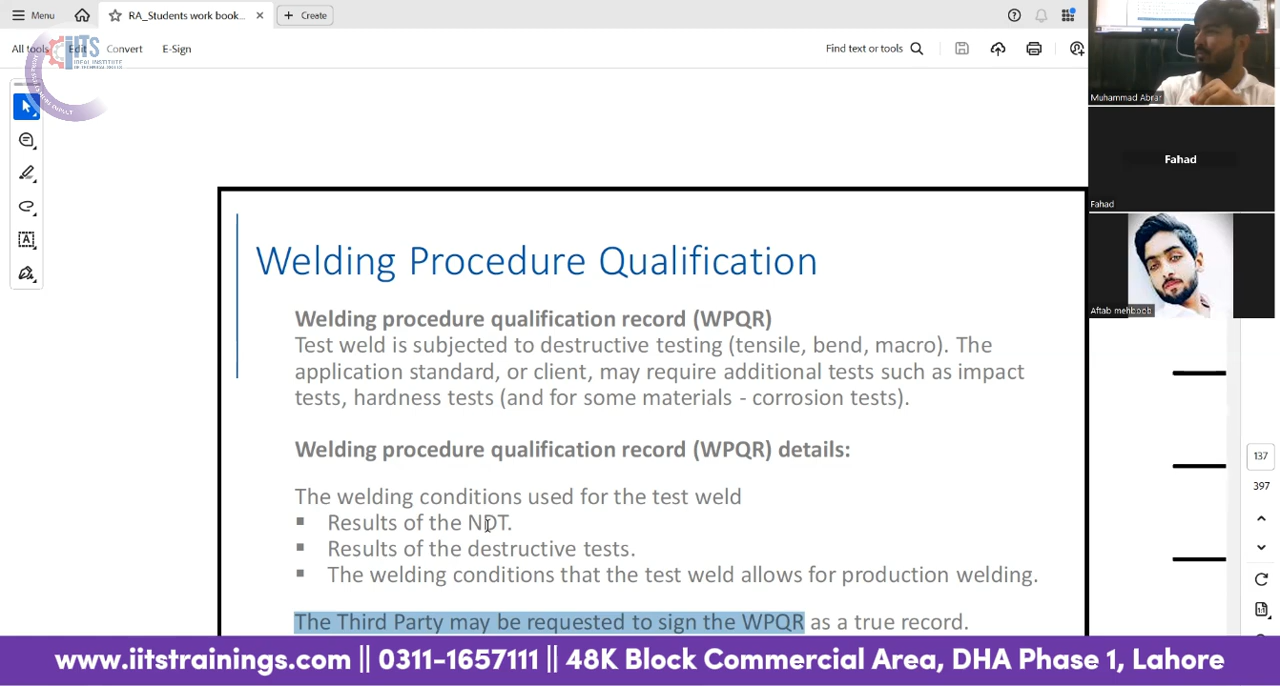 Menu
RA_Students work book...
Create
All tools
Edit
Convert
E-Sign
Find text or tools
IITS
IDEAL INSTITUTE
Muhammad Abrar
Fahad
Fahad
Aftab mehboob
Welding Procedure Qualification
Welding procedure qualification record (WPQR)
Test weld is subjected to destructive testing (tensile, bend, macro). The
application standard, or client, may require additional tests such as impact
tests, hardness tests (and for some materials - corrosion tests).
Welding procedure qualification record (WPQR) details:
The welding conditions used for the test weld
▪ Results of the NDT.
▪ Results of the destructive tests.
▪ The welding conditions that the test weld allows for production welding.
The Third Party may be requested to sign the WPQR as a true record.
137
397
www.iitstrainings.com || 0311-1657111 || 48K Block Commercial Area, DHA Phase 1, Lahore